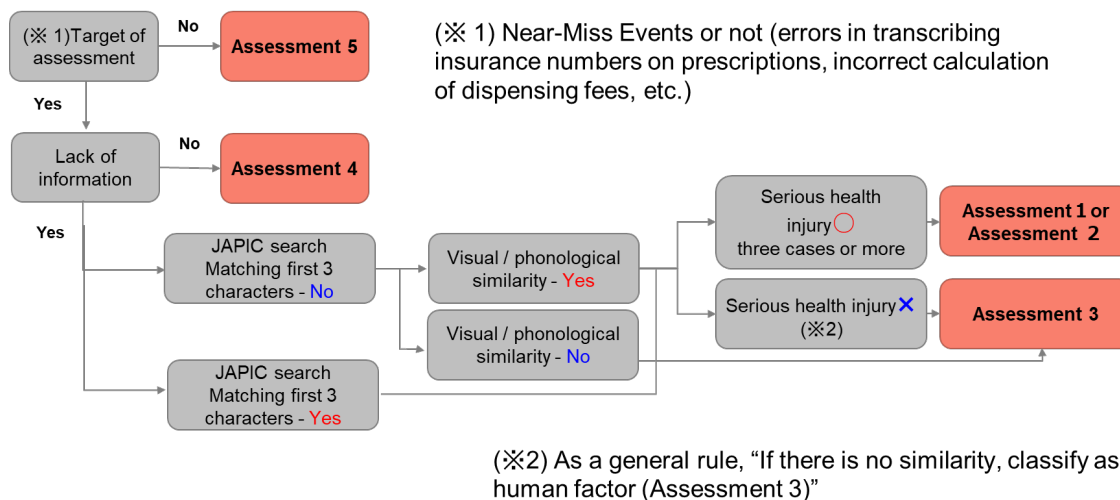 (※ 1)Target of
assessment
No
Assessment 5
(※ 1) Near-Miss Events or not (errors in transcribing
insurance numbers on prescriptions, incorrect calculation
of dispensing fees, etc.)
Yes
Lack of
information
No
Assessment 4
Yes
JAPIC search
Matching first 3
characters - No
Visual / phonological
similarity - Yes
Serious health
injury○
three cases or more
Assessment 1 or
Assessment 2
Visual / phonological
similarity - No
Serious health injury×
(※2)
Assessment 3
JAPIC search
Matching first 3
characters - Yes
(※2) As a general rule, “If there is no similarity, classify as
human factor (Assessment 3)”